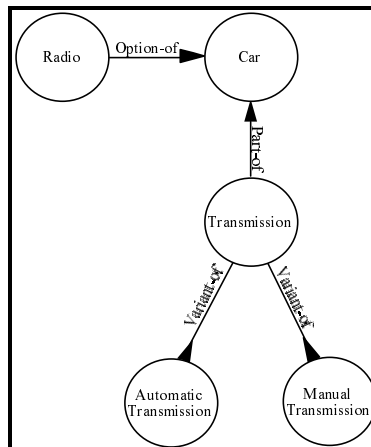 Radio
Option-of
Car
Part-of
Transmission
Variant-of
Variant-of
Automatic
Transmission
Manual
Transmission